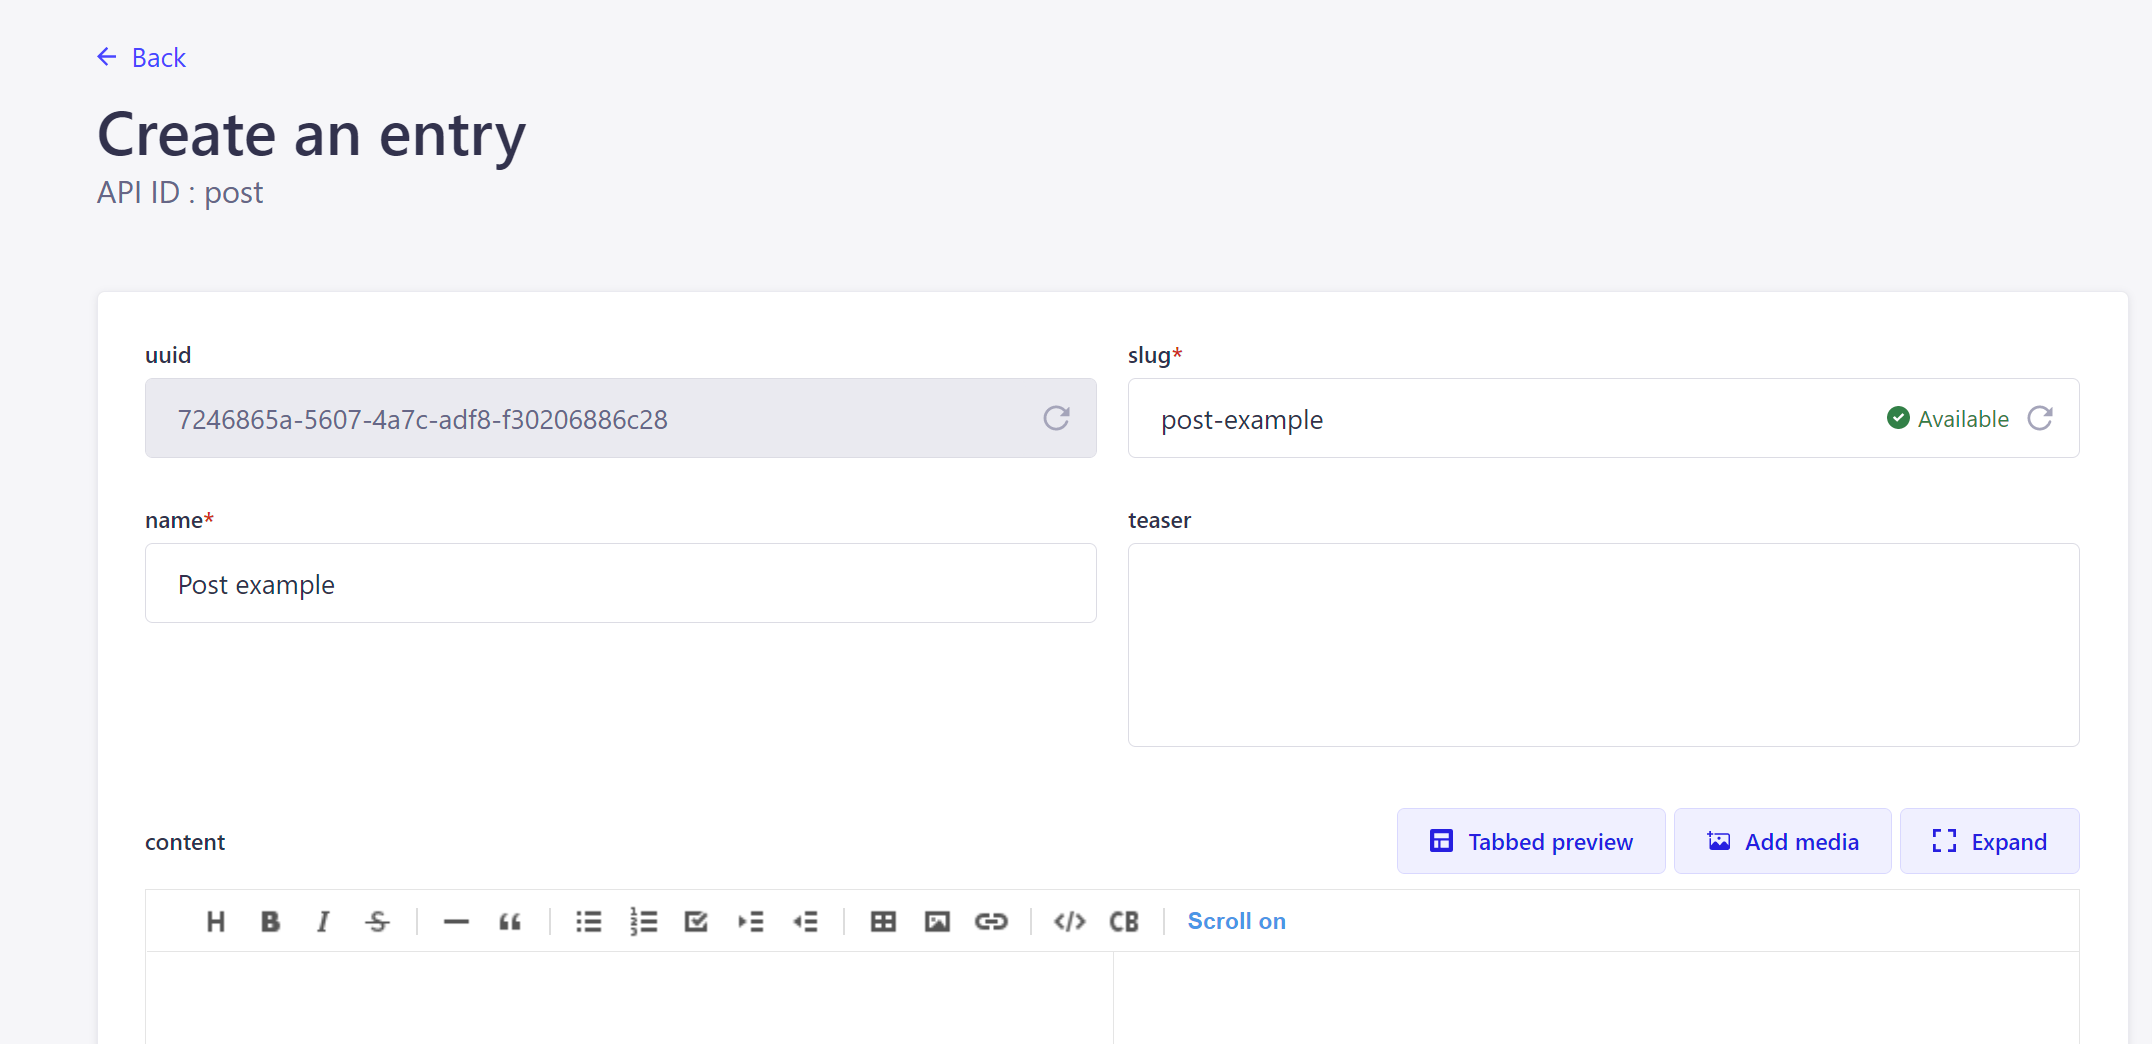 Back
Create an entry
API ID : post
uuid
slug*
7246865a-5607-4a7c-adf8-f30206886c28
post-example
Available
name*
teaser
Post example
content
Tabbed preview
Add media
Expand
H B I S CB Scroll on